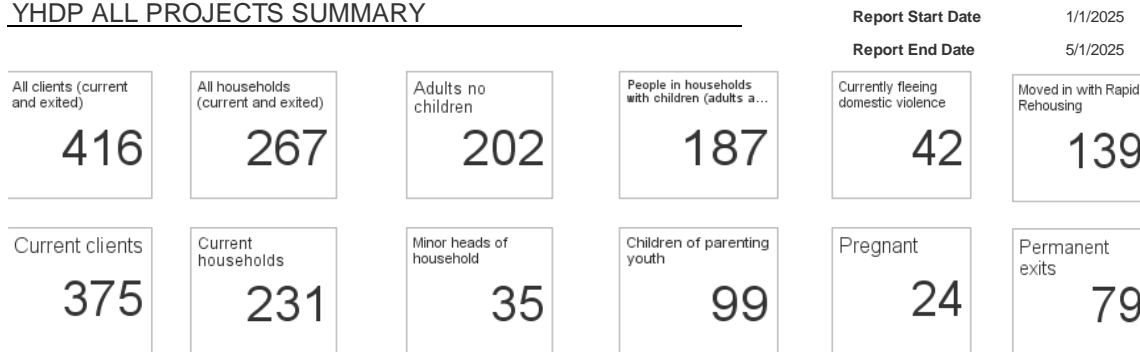 YHDP ALL PROJECTS SUMMARY
Report Start Date 1/1/2025
Report End Date 5/1/2025
All clients (current
and exited)
416
All households
(current and exited)
267
Adults no
children
202
People in households
with children (adults a...
187
Currently fleeing
domestic violence
42
Moved in with Rapid
Rehousing
139
Current clients
375
Current
households
231
Minor heads of
household
35
Children of parenting
youth
99
Pregnant
24
Permanent
exits
79